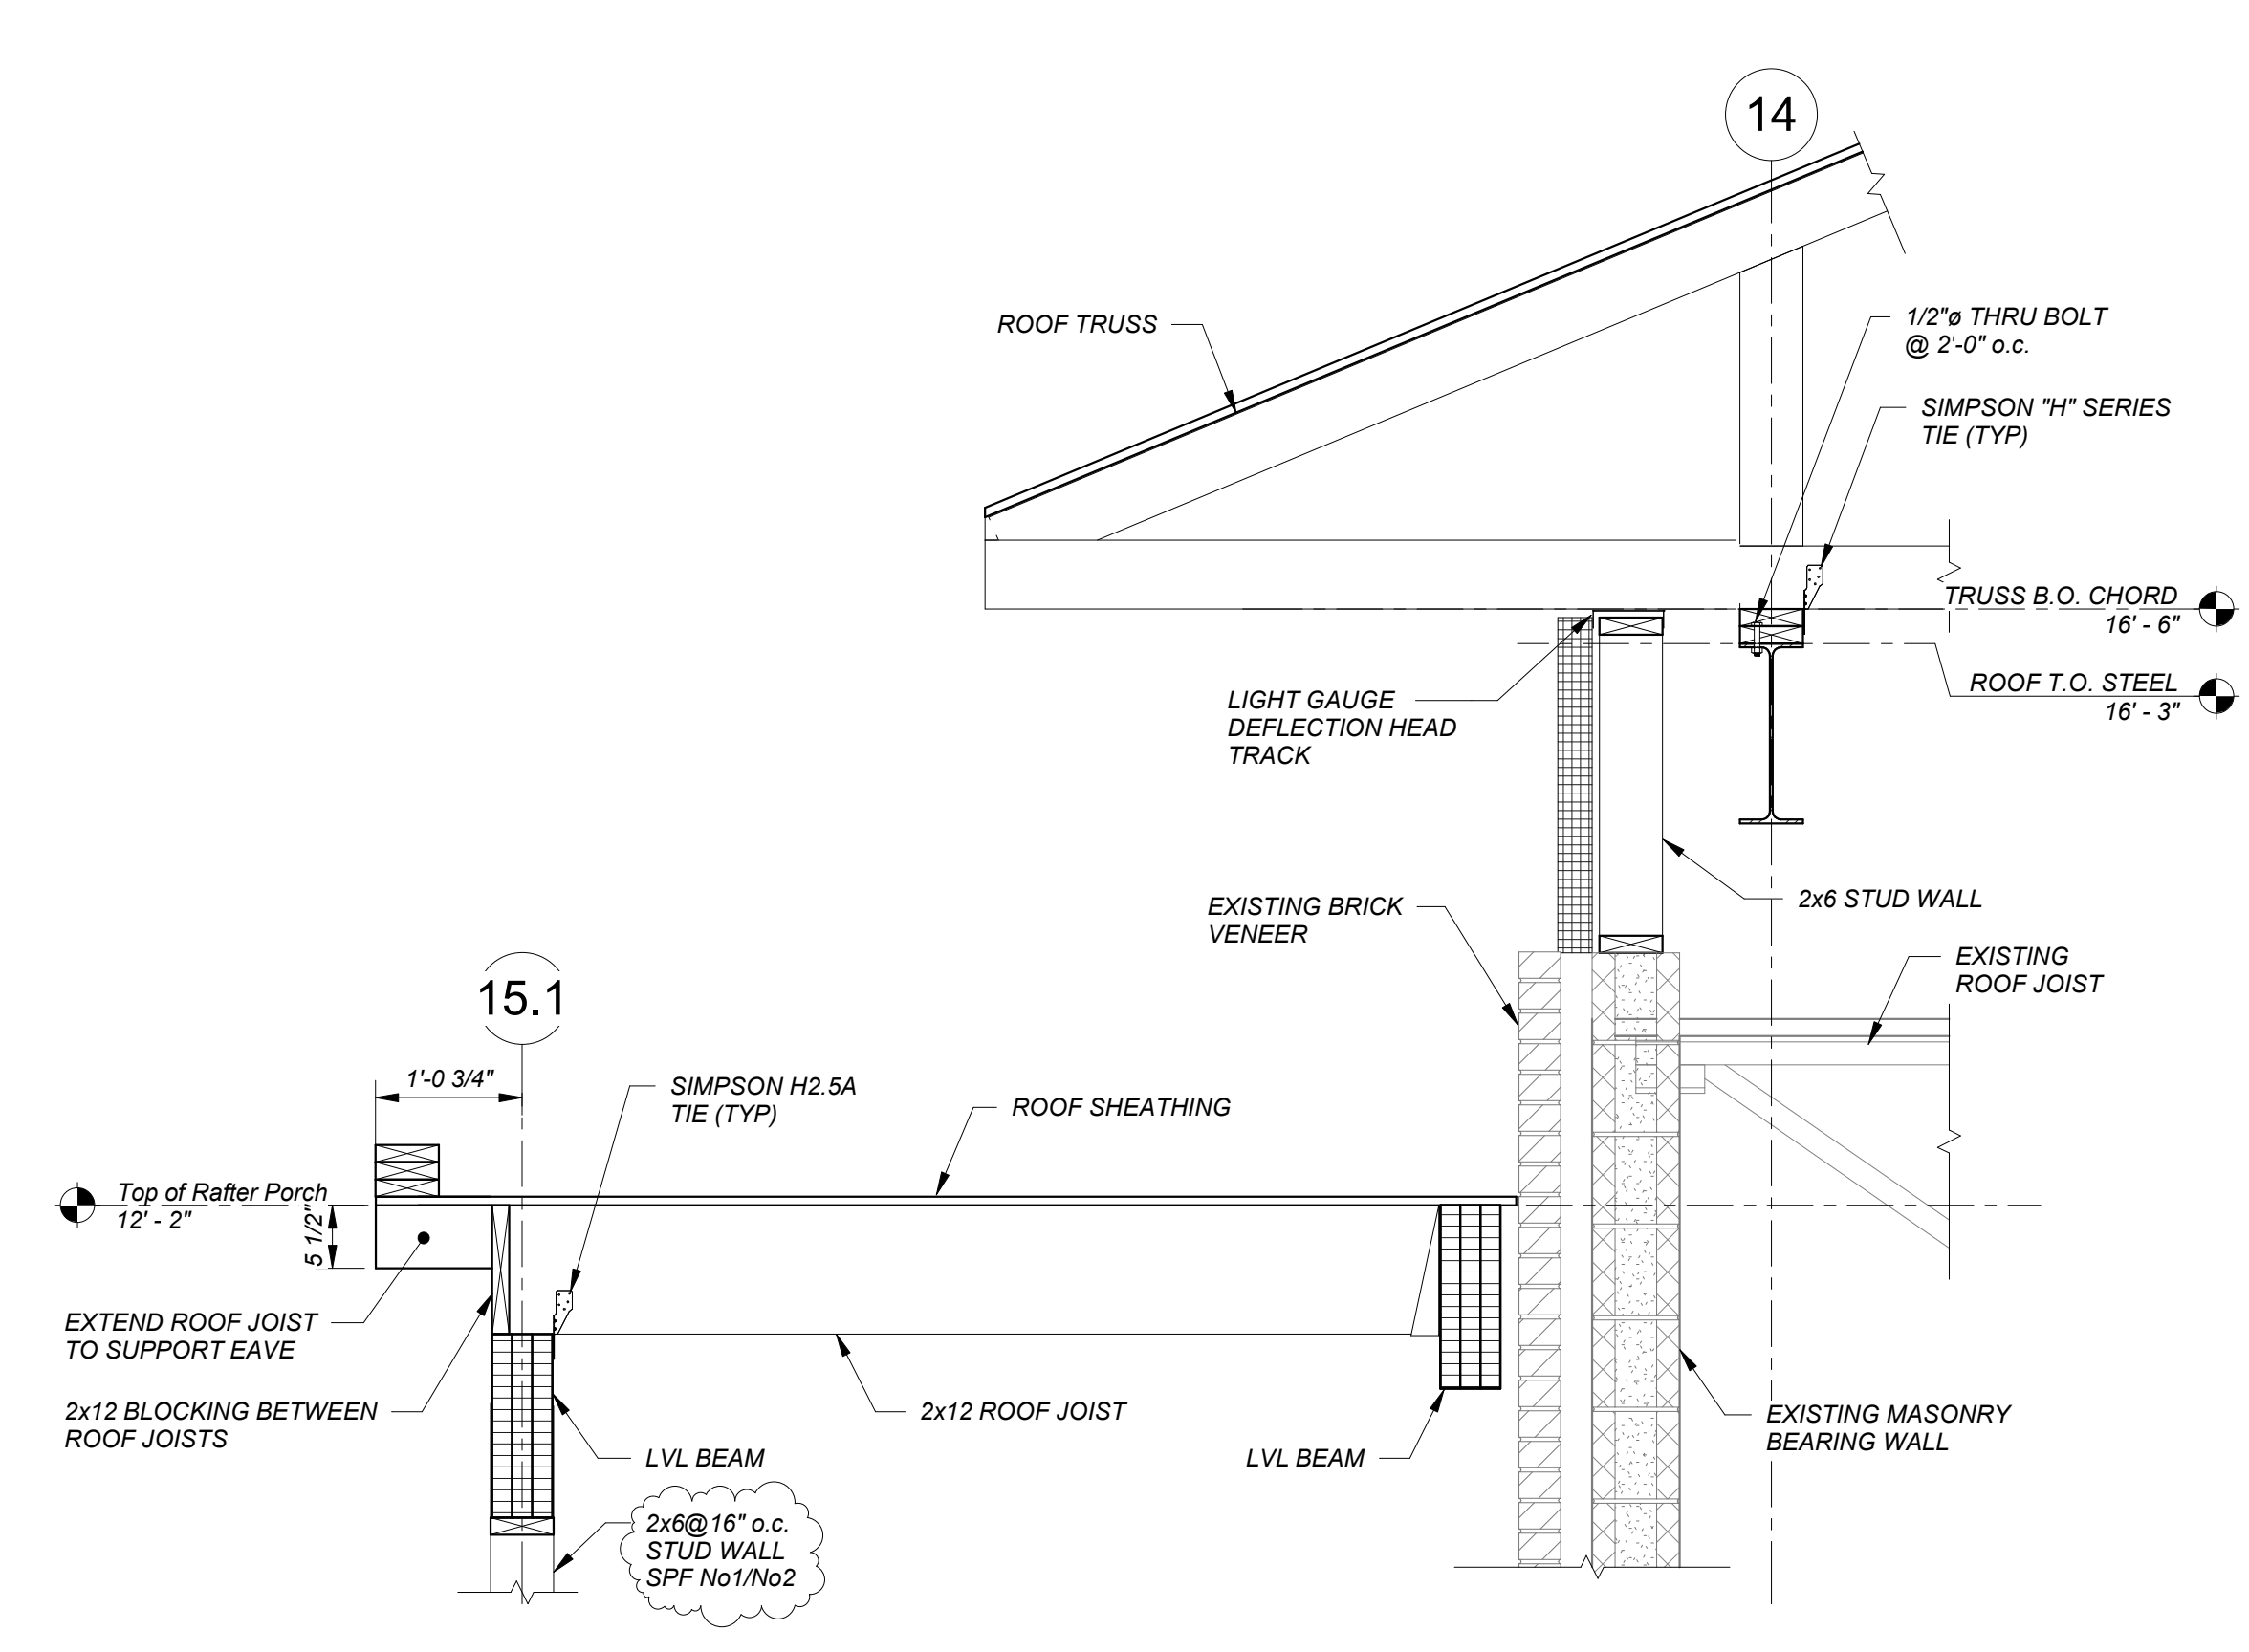 14
ROOF TRUSS
1/2"ø THRU BOLT
@ 2'-0" o.c.
SIMPSON "H" SERIES
TIE (TYP)
TRUSS B.O. CHORD
16' - 6"
ROOF T.O. STEEL
16' - 3"
LIGHT GAUGE
DEFLECTION HEAD
TRACK
2x6 STUD WALL
EXISTING BRICK
VENEER
EXISTING
ROOF JOIST
15.1
1'-0 3/4"
SIMPSON H2.5A
TIE (TYP)
ROOF SHEATHING
Top of Rafter Porch
12' - 2"
5 1/2"
EXTEND ROOF JOIST
TO SUPPORT EAVE
2x12 BLOCKING BETWEEN
ROOF JOISTS
2x12 ROOF JOIST
EXISTING MASONRY
BEARING WALL
LVL BEAM
LVL BEAM
2x6@16" o.c.
STUD WALL
SPF No1/No2